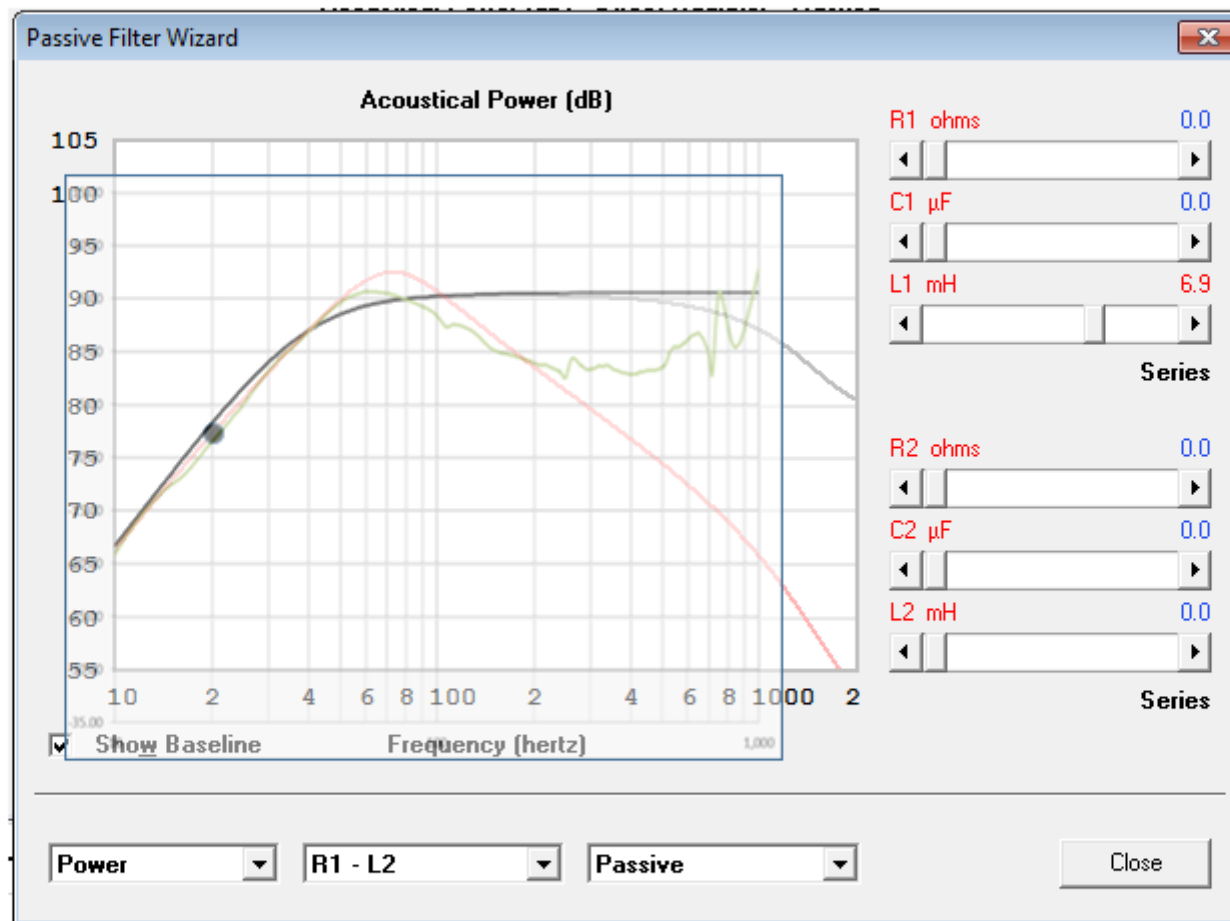 Passive Filter Wizard
Acoustical Power (dB)
105
100
95
90
85
80
75
70
65
60
55
10 2 4 6 8 100 2 4 6 8 1000 2
-35.00
1,000
Show Baseline
Frequency (hertz)
R1 ohms 0.0
C1 µF 0.0
L1 mH 6.9
Series
R2 ohms 0.0
C2 µF 0.0
L2 mH 0.0
Series
Power
R1 - L2
Passive
Close